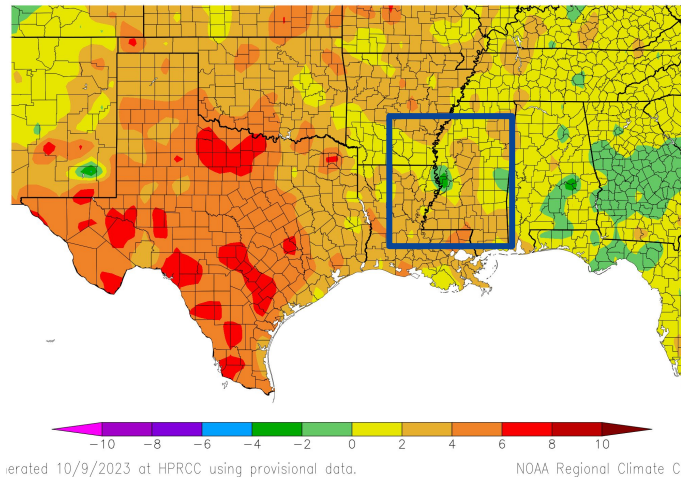 -10 -8 -6 -4 -2 0 2 4 6 8 10
erated 10/9/2023 at HPRCC using provisional data. NOAA Regional Climate C